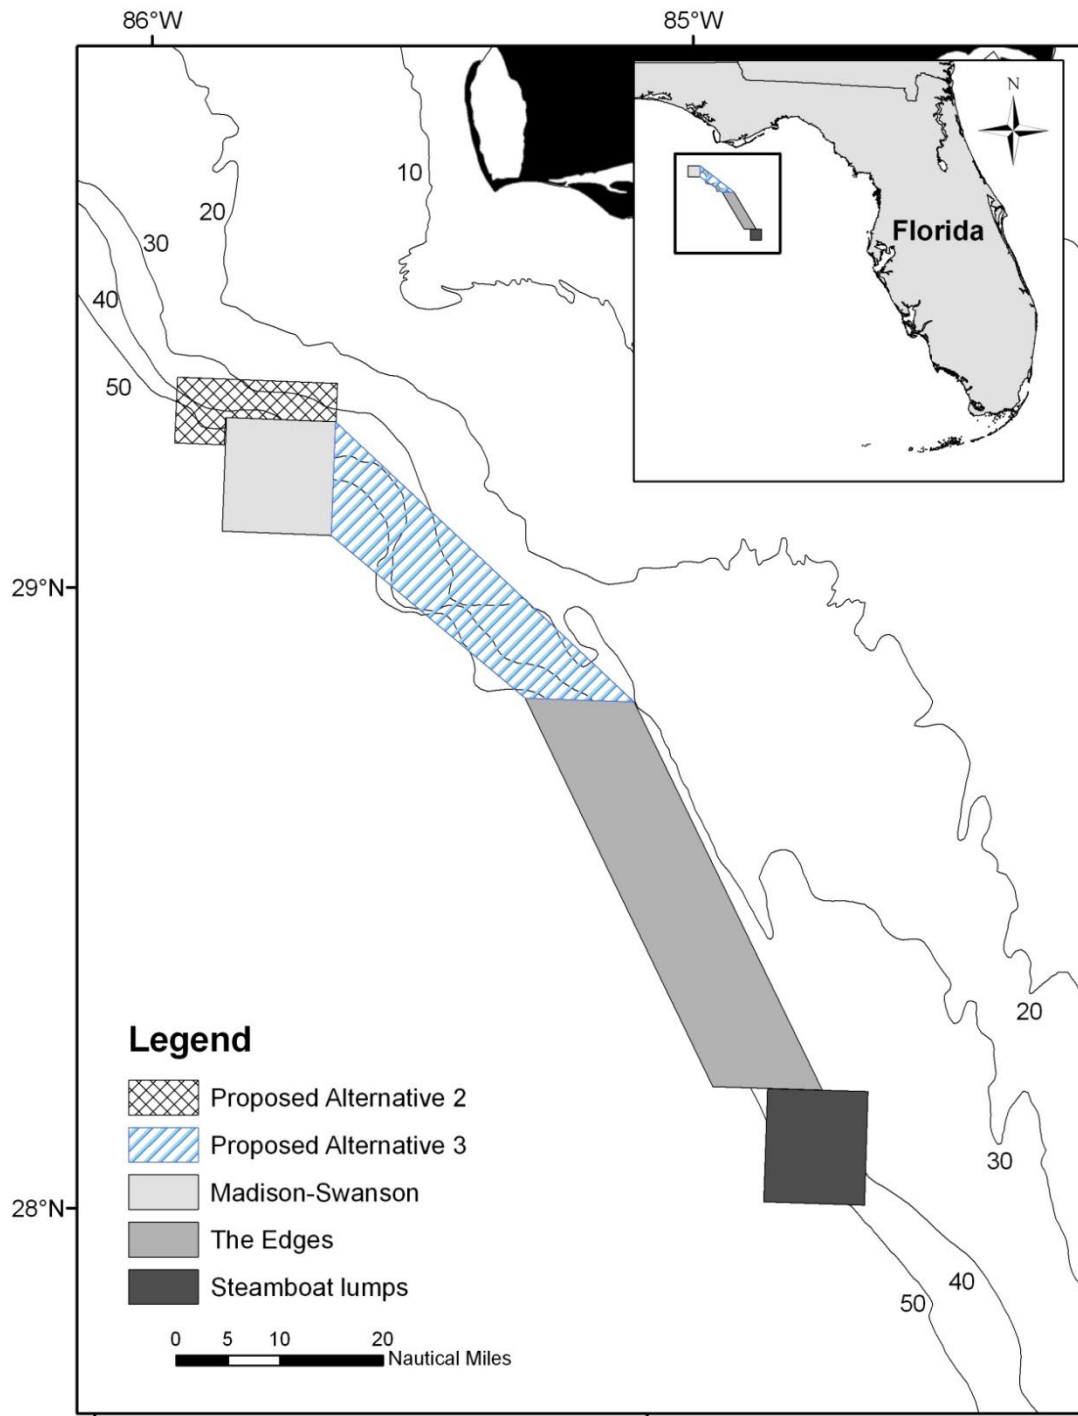 86°W
85°W
N
10
20
30
40
50
Florida
29°N
20
30
Legend
Proposed Alternative 2
Proposed Alternative 3
Madison-Swanson
The Edges
Steamboat lumps
28°N
40
50
0 5 10 20
Nautical Miles